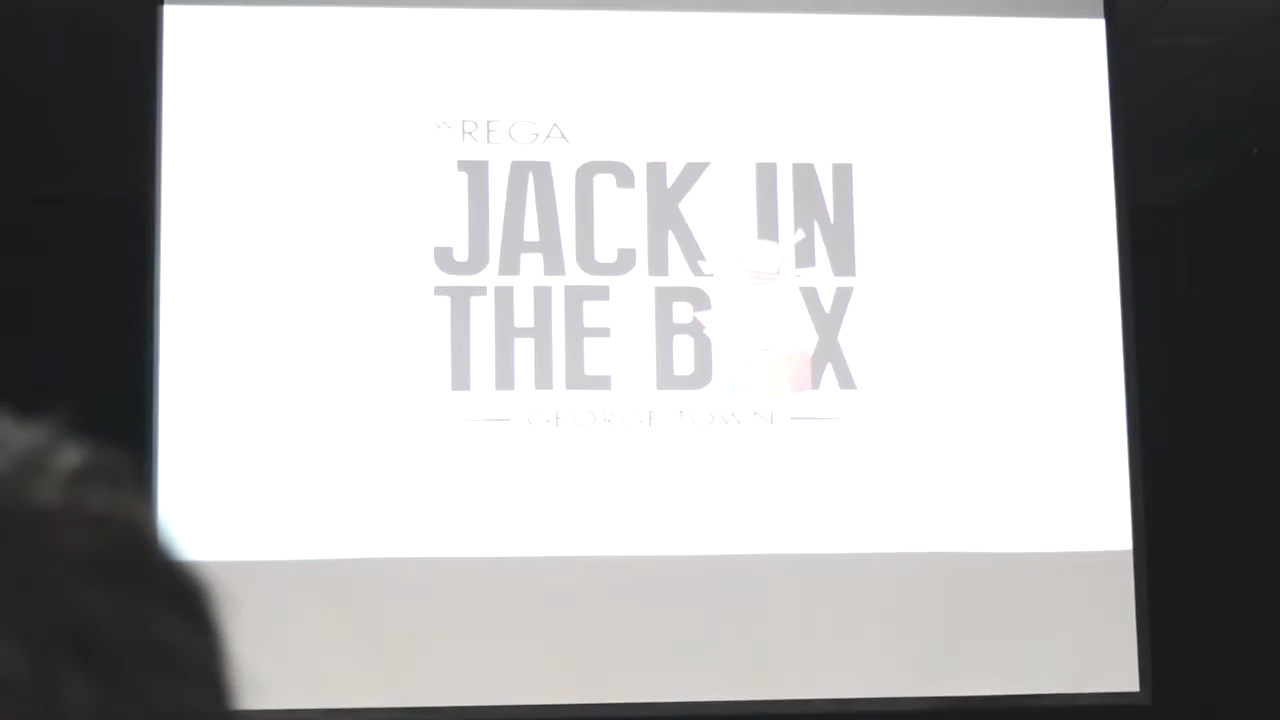 REGA
JACK IN
THE B X
GEORGE TOWN